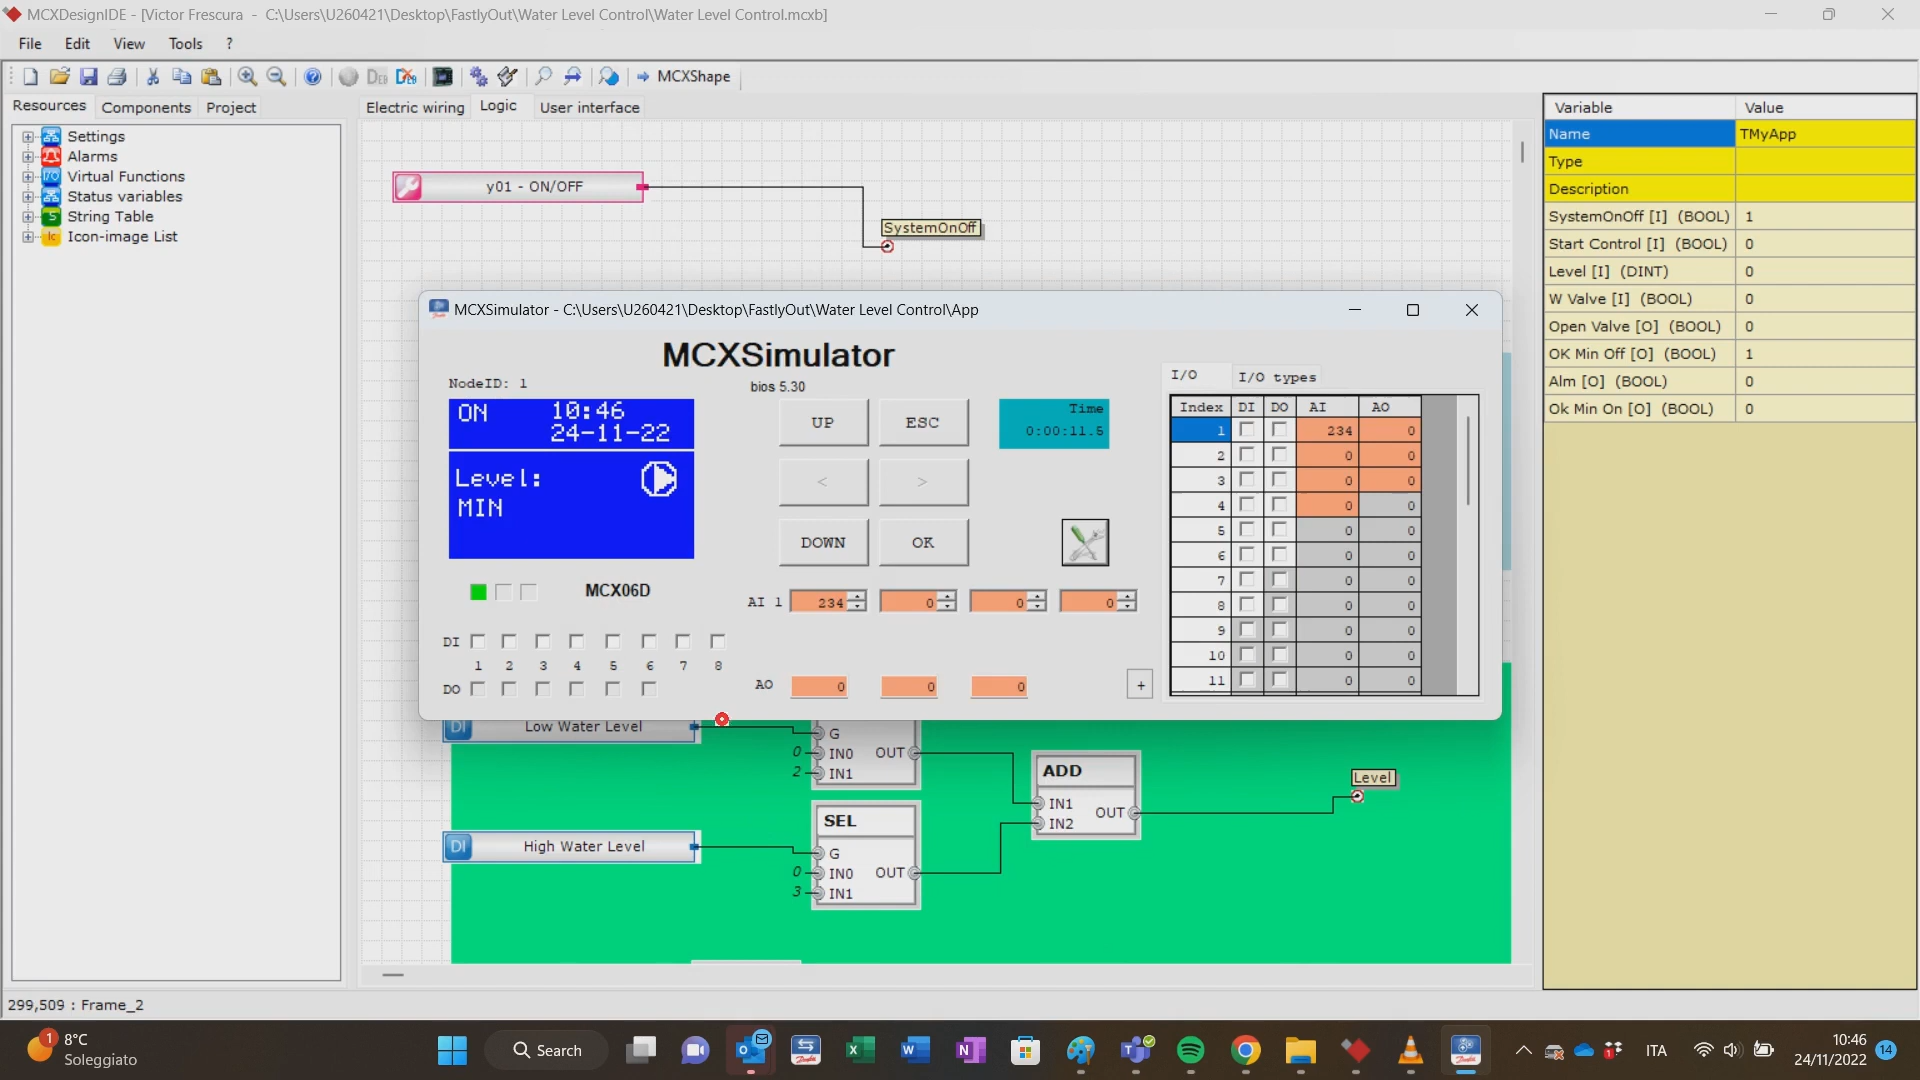 MCXDesignIDE - [Victor Frescura - C:\Users\U260421\Desktop\FastlyOut\Water Level Control\Water Level Control.mcxb]
File Edit View Tools ?
MCXShape
Resources Components Project
Electric wiring Logic User interface
Settings
Alarms
Virtual Functions
Status variables
String Table
Icon-image List
y01 - ON/OFF
SystemOnOff
MCXSimulator - C:\Users\U260421\Desktop\FastlyOut\Water Level Control\App
MCXSimulator
bios 5.30
NodeID: 1
ON 10:46
24-11-22
Level:
MIN
UP ESC
< >
DOWN OK
Time
0:00:11.5
MCX06D
AI 1 234 0 0 0
DI
1 2 3 4 5 6 7 8
DO
AO 0 0 0
+
I/O I/O types
Index DI DO AI AO
1 234 0
2 0 0
3 0 0
4 0 0
5 0 0
6 0 0
7 0 0
8 0 0
9 0 0
10 0 0
11 0 0
DI Low Water Level
G
0 IN0 OUT
2 IN1
ADD
IN1
IN2 OUT
Level
DI High Water Level
SEL
G
0 IN0 OUT
3 IN1
Variable Value
Name TMyApp
Type
Description
SystemOnOff [I] (BOOL) 1
Start Control [I] (BOOL) 0
Level [I] (DINT) 0
W Valve [I] (BOOL) 0
Open Valve [O] (BOOL) 0
OK Min Off [O] (BOOL) 1
Alm [O] (BOOL) 0
Ok Min On [O] (BOOL) 0
299,509 : Frame_2
1
8°C
Soleggiato
Search
ITA
10:46
24/11/2022
14